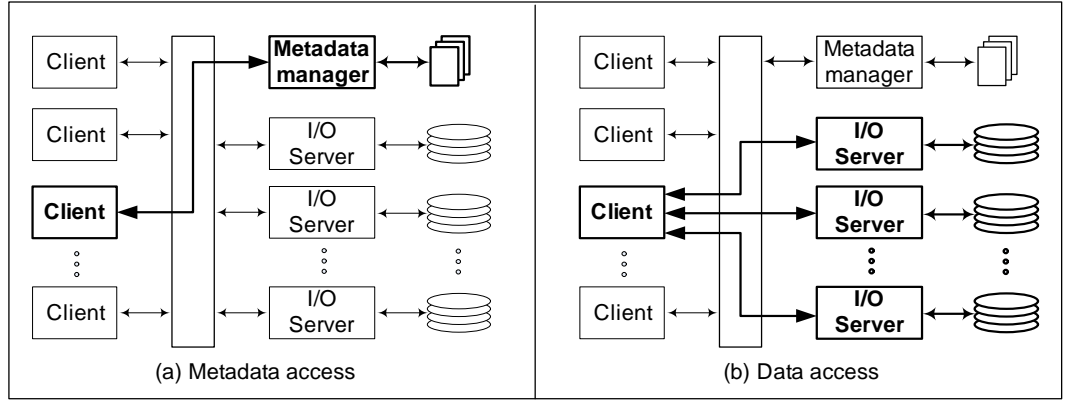 Client
Metadata
manager
Client
I/O
Server
Client
I/O
Server
Client
I/O
Server
(a) Metadata access
Client
Metadata
manager
Client
I/O
Server
Client
I/O
Server
Client
I/O
Server
(b) Data access